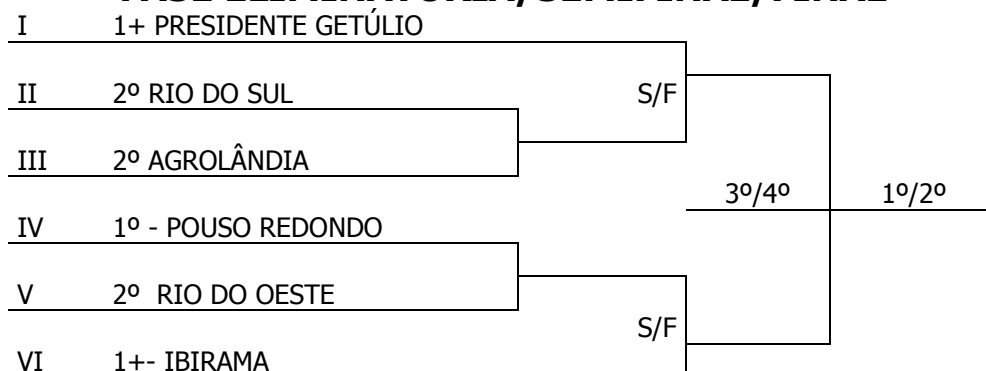 I 1+ PRESIDENTE GETÚLIO
II 2º RIO DO SUL S/F
III 2º AGROLÂNDIA
3º/4º 1º/2º
IV 1º - POUSO REDONDO
V 2º RIO DO OESTE
S/F
VI 1+- IBIRAMA